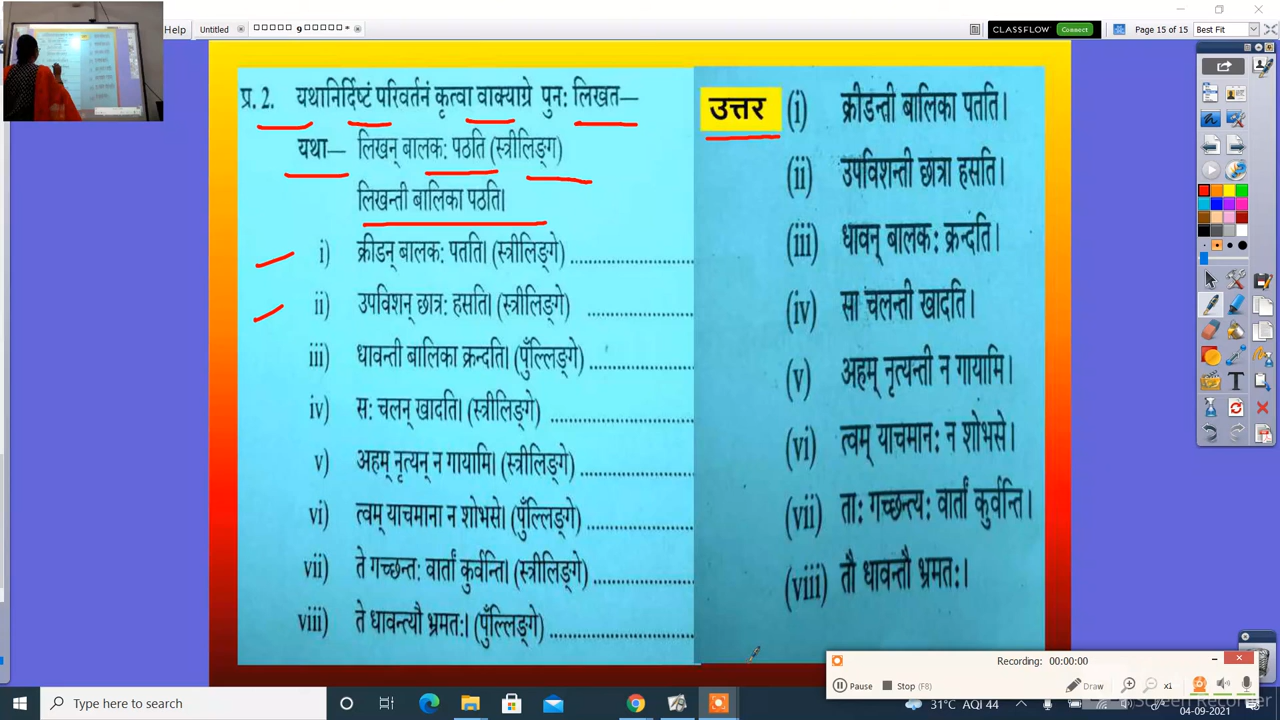 Help
Untitled
9
CLASSFLOW Connect
Page 15 of 15
Best Fit
प्र. 2. यथानिर्दिष्टं परिवर्तनं कृत्वा वाक्याग्रे पुन: लिखत—
यथा— लिखन् बालक: पठति (स्त्रीलिङ्ग)
लिखन्ती बालिका पठति।
i) क्रीडन् बालक: पतति। (स्त्रीलिङ्गे) ................
ii) उपविशन् छात्र: हसति। (स्त्रीलिङ्गे) ................
iii) धावन्ती बालिका क्रन्दति। (पुँल्लिङ्गे) ................
iv) स: चलन् खादति। (स्त्रीलिङ्गे) ................
v) अहम् नृत्यन् न गायामि। (स्त्रीलिङ्गे) ................
vi) त्वम् याचमाना न शोभसे। (पुँल्लिङ्गे) ................
vii) ते गच्छन्त: वार्तां कुर्वन्ति। (स्त्रीलिङ्गे) ................
viii) ते धावन्त्यौ भ्रमत:। (पुँल्लिङ्गे) ................
उत्तर (i) क्रीडन्ती बालिका पतति।
(ii) उपविशन्ती छात्रा हसति।
(iii) धावन् बालक: क्रन्दति।
(iv) सा चलन्ती खादति।
(v) अहम् नृत्यन्ती न गायामि।
(vi) त्वम् याचमान: न शोभसे।
(vii) ता: गच्छन्त्य: वार्तां कुर्वन्ति।
(viii) तौ धावन्तौ भ्रमत:।
Recording: 00:00:00
Pause Stop (F8) Draw x1
Type here to search
31°C AQI 44
04-09-2021
Screen Recorder